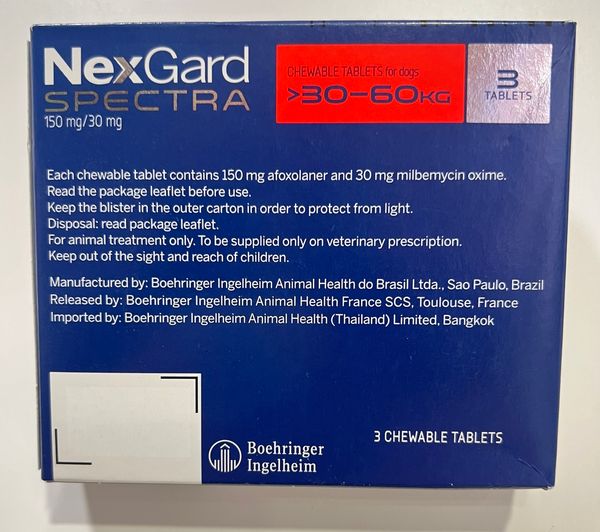 NexGard
SPECTRA
150 mg/30 mg
CHEWABLE TABLETS for dogs
>30-60KG
3
TABLETS
Each chewable tablet contains 150 mg afoxolaner and 30 mg milbemycin oxime.
Read the package leaflet before use.
Keep the blister in the outer carton in order to protect from light.
Disposal: read package leaflet.
For animal treatment only. To be supplied only on veterinary prescription.
Keep out of the sight and reach of children.
Manufactured by: Boehringer Ingelheim Animal Health do Brasil Ltda., Sao Paulo, Brazil
Released by: Boehringer Ingelheim Animal Health France SCS, Toulouse, France
Imported by: Boehringer Ingelheim Animal Health (Thailand) Limited, Bangkok
3 CHEWABLE TABLETS
Boehringer
Ingelheim